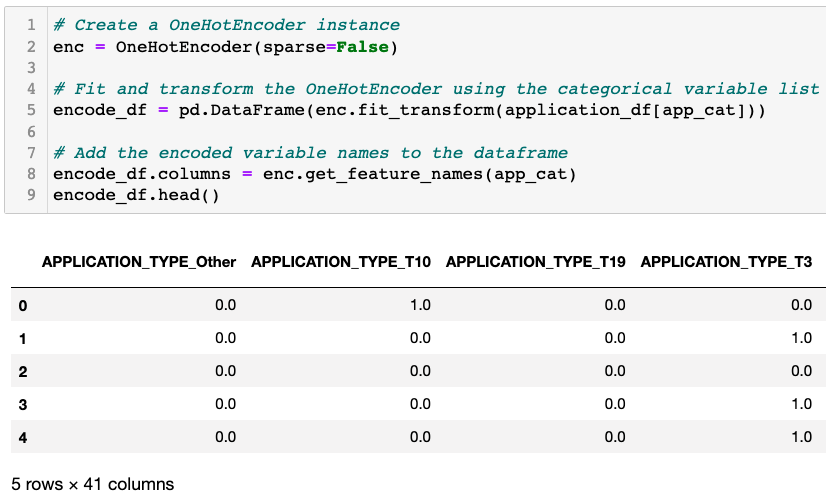 1 # Create a OneHotEncoder instance
2 enc = OneHotEncoder(sparse=False)
3
4 # Fit and transform the OneHotEncoder using the categorical variable list
5 encode_df = pd.DataFrame(enc.fit_transform(application_df[app_cat]))
6
7 # Add the encoded variable names to the dataframe
8 encode_df.columns = enc.get_feature_names(app_cat)
9 encode_df.head()
APPLICATION_TYPE_Other APPLICATION_TYPE_T10 APPLICATION_TYPE_T19 APPLICATION_TYPE_T3
0 0.0 1.0 0.0 0.0
1 0.0 0.0 0.0 1.0
2 0.0 0.0 0.0 0.0
3 0.0 0.0 0.0 1.0
4 0.0 0.0 0.0 1.0
5 rows × 41 columns